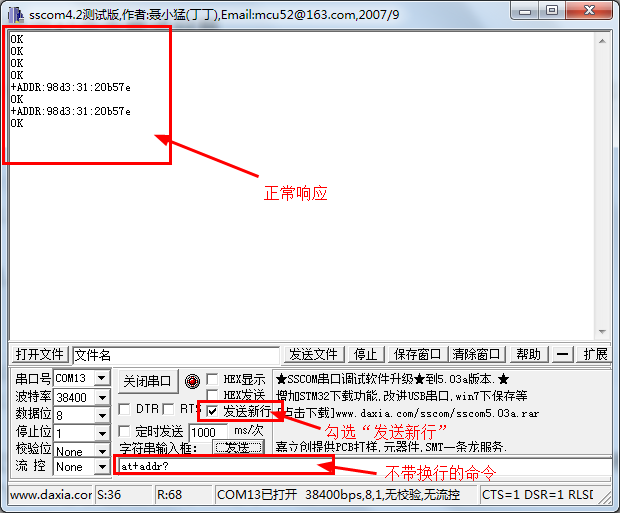 sscom4.2测试版,作者:聂小猛(丁丁),Email:mcu52@163.com,2007/9
OK
OK
OK
OK
+ADDR:98d3:31:20b57e
OK
+ADDR:98d3:31:20b57e
OK
正常响应
打开文件 文件名 发送文件 停止 保存窗口 清除窗口 帮助 — 扩展
串口号 COM13 关闭串口 HEX显示 ★SSCOM串口调试软件升级★到5.03a版本.★
波特率 38400 HEX发送 增加STM32下载功能,改进USB串口,win7下保存等
数据位 8 DTR RTS 发送新行 点击下载]www.daxia.com/sscom/sscom5.03a.rar
停止位 1 定时发送 1000 ms/次 勾选“发送新行”
校验位 None 字符串输入框: 发送 嘉立创提供PCB打样,元器件,SMT一条龙服务.
流 控 None at+addr? 不带换行的命令
www.daxia.cor S:36 R:68 COM13已打开 38400bps,8,1,无校验,无流控 CTS=1 DSR=1 RLSD